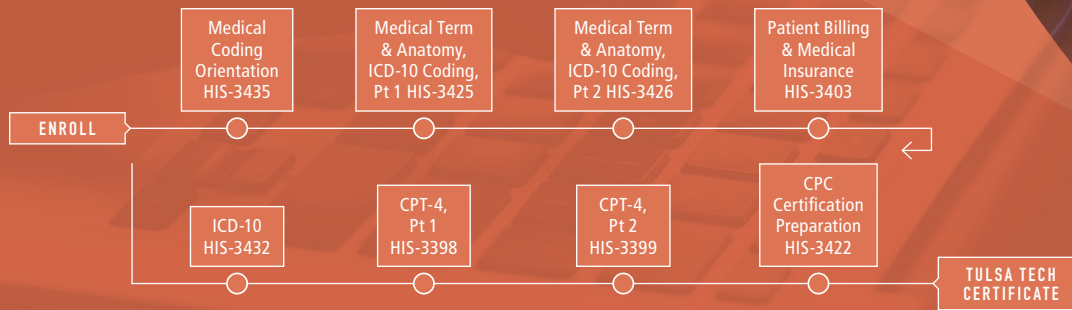 Medical
Coding
Orientation
HIS-3435
Medical Term
& Anatomy,
ICD-10 Coding,
Pt 1 HIS-3425
Medical Term
& Anatomy,
ICD-10 Coding,
Pt 2 HIS-3426
Patient Billing
& Medical
Insurance
HIS-3403
ENROLL
ICD-10
HIS-3432
CPT-4,
Pt 1
HIS-3398
CPT-4,
Pt 2
HIS-3399
CPC
Certification
Preparation
HIS-3422
TULSA TECH
CERTIFICATE